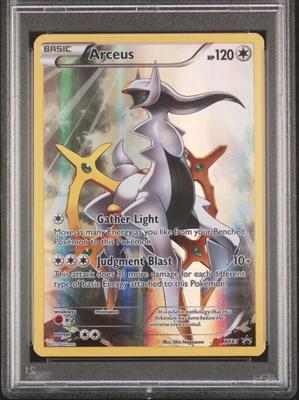 BASIC
Arceus
HP120
Gather Light
Move as many Energy as you like from your Benched
Pokémon to this Pokémon.
Judgment Blast 10+
This attack does 30 more damage for each different
type of basic Energy attached to this Pokémon.
weakness
resistance
×2
retreat
It is told in mythology that this
Pokémon was born before the
universe even existed.
Illus. Shin Nagasawa
XY83